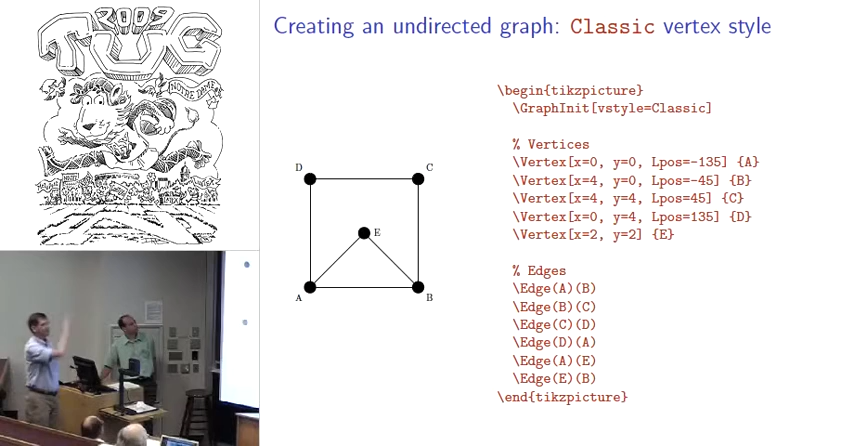 2009
TUG
NOTRE DAME
Creating an undirected graph: Classic vertex style
D
C
E
A
B
\begin{tikzpicture}
\GraphInit[vstyle=Classic]
% Vertices
\Vertex[x=0, y=0, Lpos=-135] {A}
\Vertex[x=4, y=0, Lpos=-45] {B}
\Vertex[x=4, y=4, Lpos=45] {C}
\Vertex[x=0, y=4, Lpos=135] {D}
\Vertex[x=2, y=2] {E}
% Edges
\Edge(A)(B)
\Edge(B)(C)
\Edge(C)(D)
\Edge(D)(A)
\Edge(A)(E)
\Edge(E)(B)
\end{tikzpicture}